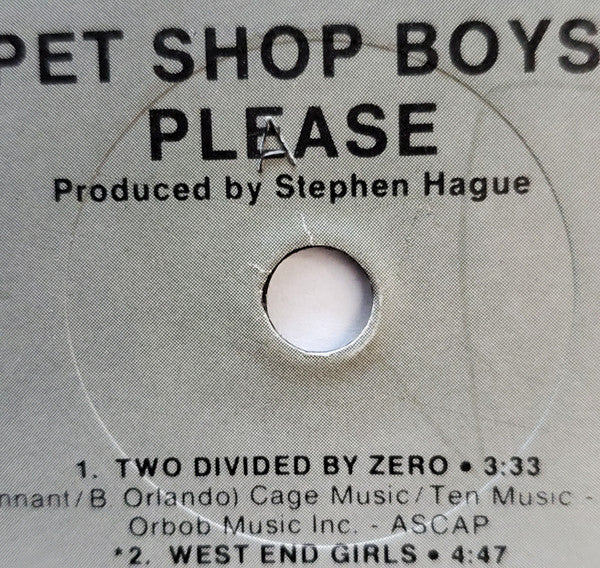 PET SHOP BOYS
PLEASE
A
Produced by Stephen Hague
1. TWO DIVIDED BY ZERO • 3:33
nnant/B. Orlando) Cage Music/Ten Music -
Orbob Music Inc. - ASCAP
*2. WEST END GIRLS • 4:47